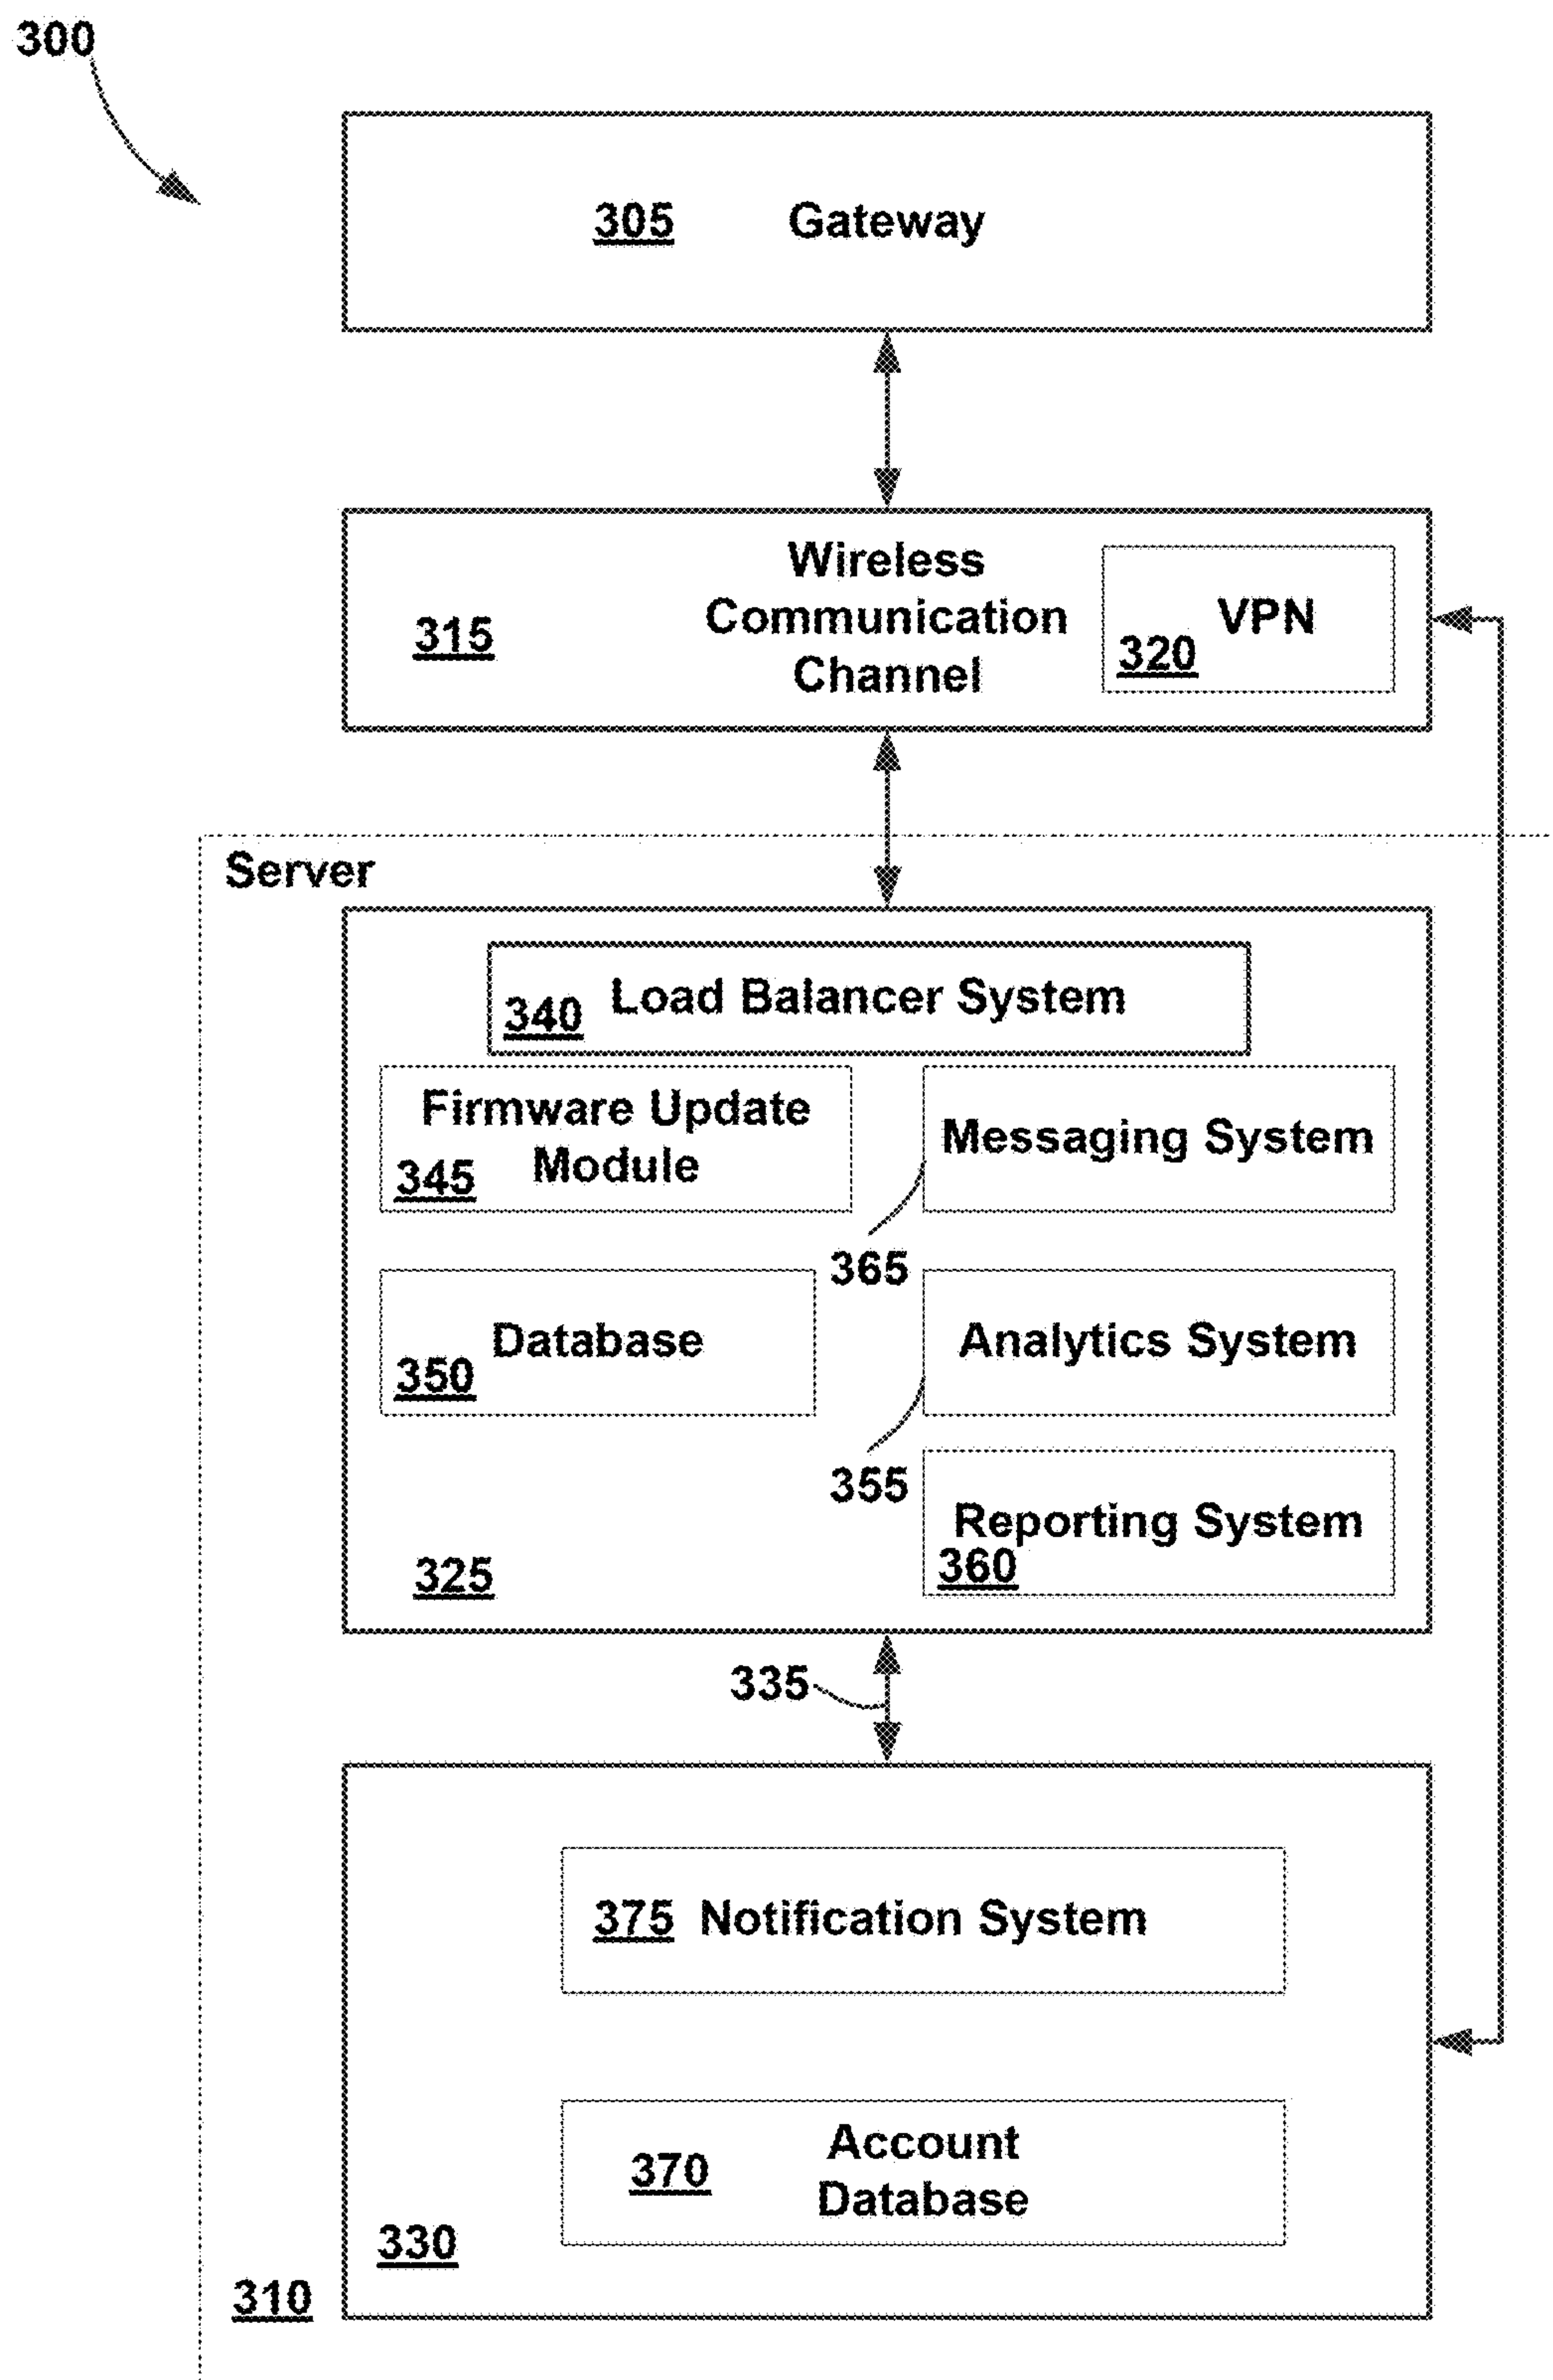 300
305 Gateway
Wireless
Communication
Channel
315
VPN
320
Server
Load Balancer System
340
Firmware Update
Module
345
Messaging System
365
Database
350
Analytics System
355
Reporting System
360
325
335
375 Notification System
Account
Database
370
330
310